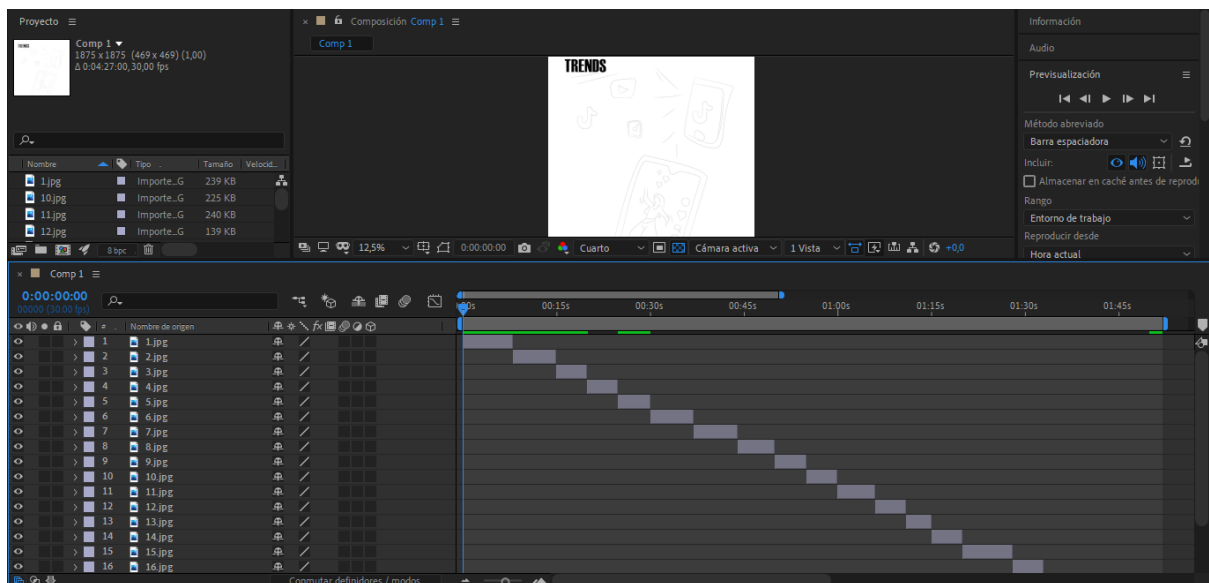 Proyecto
Comp 1
1875 x 1875 (469 x 469) (1,00)
Δ 0:04:27:00, 30,00 fps
Nombre Tipo Tamaño Velocid...
1.jpg Importe...G 239 KB
10.jpg Importe...G 225 KB
11.jpg Importe...G 240 KB
12.jpg Importe...G 139 KB
8 bpc
Composición Comp 1
Comp 1
TRENDS
12,5% 0:00:00:00 Cuarto Cámara activa 1 Vista +0,0
Información
Audio
Previsualización
Método abreviado
Barra espaciadora
Incluir:
Almacenar en caché antes de reprodu
Rango
Entorno de trabajo
Reproducir desde
Hora actual
Comp 1
0:00:00:00
00000 (30.00 fps)
00:15s 00:30s 00:45s 01:00s 01:15s 01:30s 01:45s
# Nombre de origen
1 1.jpg
2 2.jpg
3 3.jpg
4 4.jpg
5 5.jpg
6 6.jpg
7 7.jpg
8 8.jpg
9 9.jpg
10 10.jpg
11 11.jpg
12 12.jpg
13 13.jpg
14 14.jpg
15 15.jpg
16 16.jpg
Conmutar definidores / modos